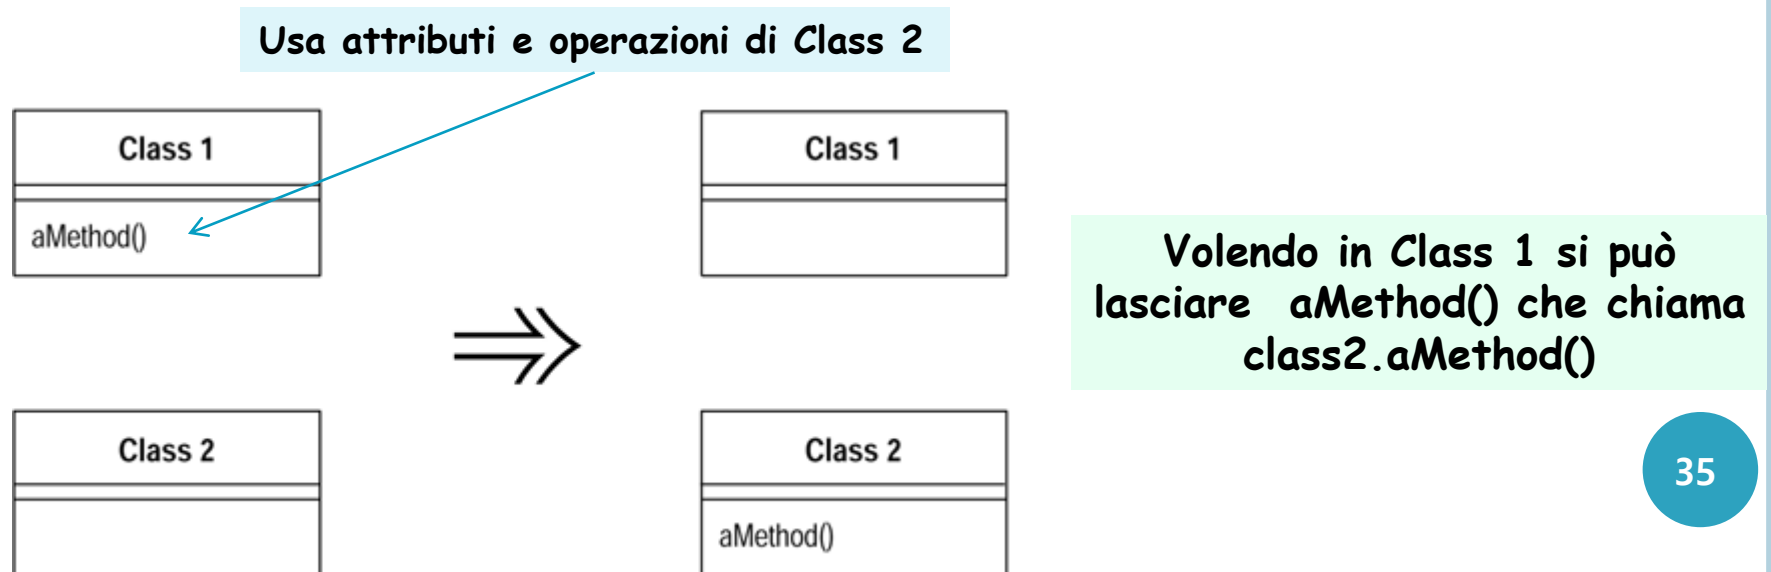 Usa attributi e operazioni di Class 2
Class 1
aMethod()
Class 2
Class 1
Class 2
aMethod()
Volendo in Class 1 si può
lasciare aMethod() che chiama
class2.aMethod()
35